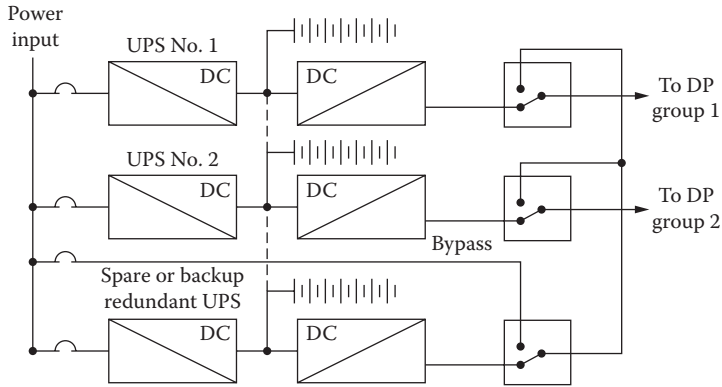 Power
input
UPS No. 1
DC
DC
To DP
group 1
UPS No. 2
DC
DC
To DP
group 2
Bypass
Spare or backup
redundant UPS
DC
DC